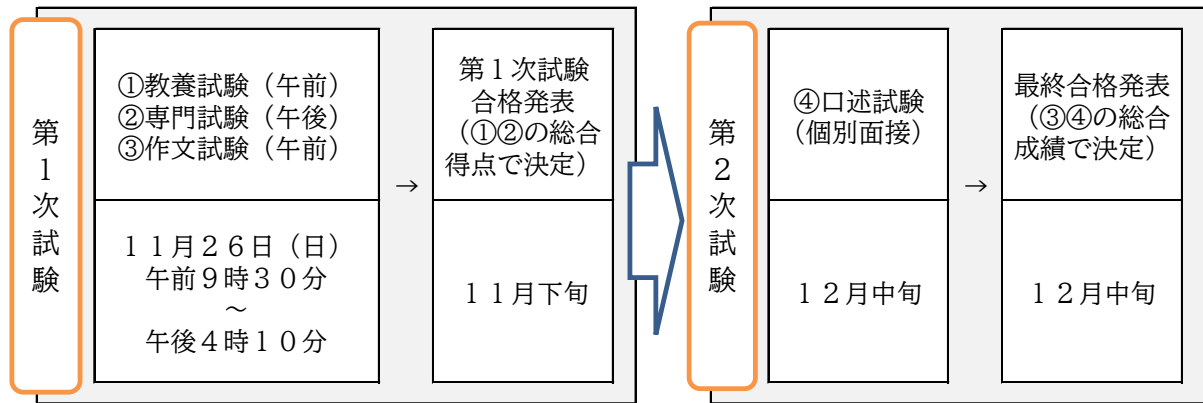 第１次試験
①教養試験（午前）
②専門試験（午後）
③作文試験（午前）
１１月２６日（日）
午前９時３０分
～
午後４時１０分
→
第１次試験
合格発表
（①②の総合
得点で決定）
１１月下旬
第２次試験
④口述試験
（個別面接）
１２月中旬
→
最終合格発表
（③④の総合
成績で決定）
１２月中旬